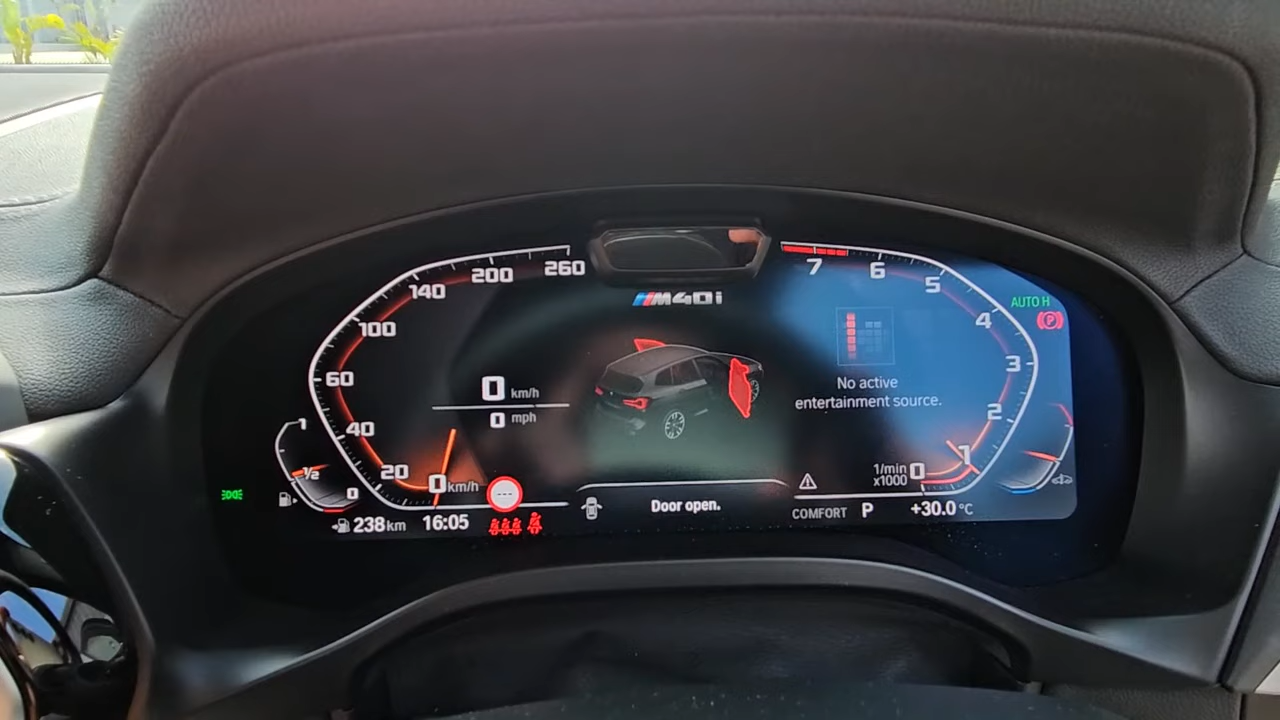 260
200
140
100
60
40
20
0 km/h
M40i
0 km/h
0 mph
7
6
5
4
3
2
1
0
1/min
x1000
AUTO H
P
No active
entertainment source.
1
1/2
0
---
238 km
16:05
Door open.
COMFORT P
+30.0 °C